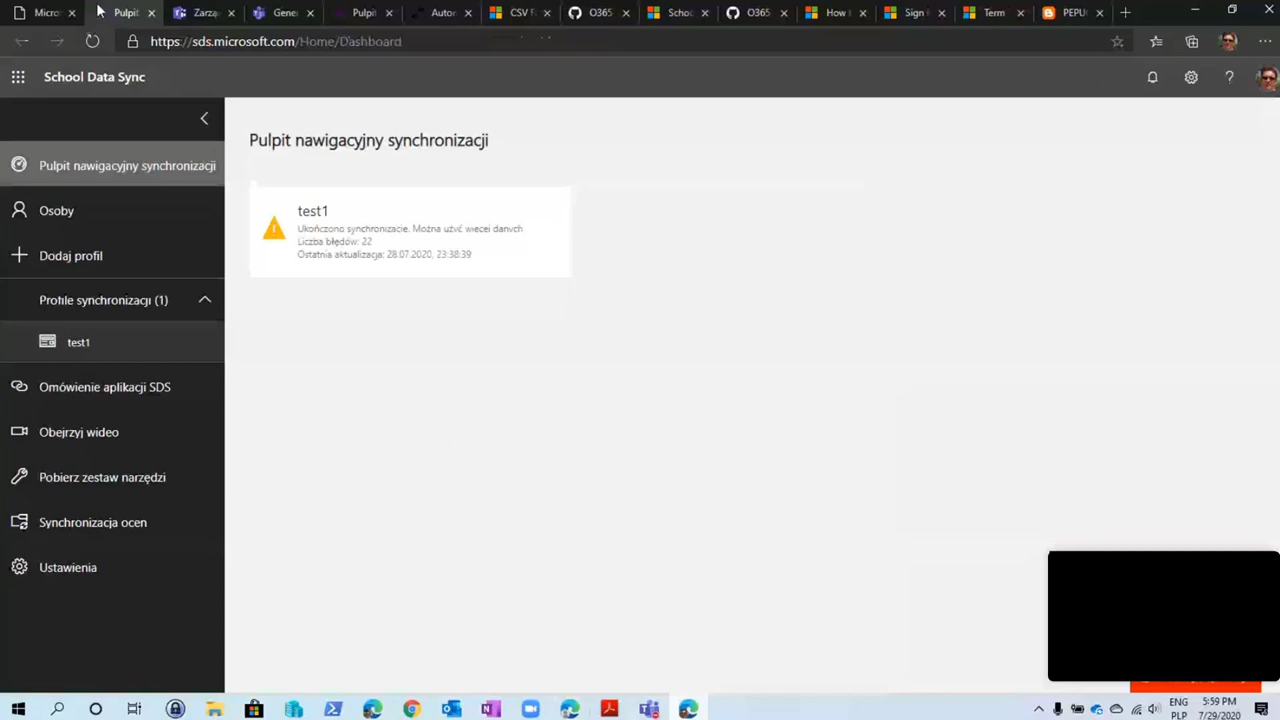 Micro
Pulpit
Zarzą
Gene
Pulpit
Autor
CSV F
O365
Schoo
O365
How
Sign
Term
PEPU
https://sds.microsoft.com/Home/Dashboard
School Data Sync
Pulpit nawigacyjny synchronizacji
Osoby
Dodaj profil
Profile synchronizacji (1)
test1
Omówienie aplikacji SDS
Obejrzyj wideo
Pobierz zestaw narzędzi
Synchronizacja ocen
Ustawienia
Pulpit nawigacyjny synchronizacji
test1
Ukończono synchronizację. Można użyć więcej danych
Liczba błędów: 22
Ostatnia aktualizacja: 28.07.2020, 23:38:39
ENG
PLP
5:59 PM
7/29/2020